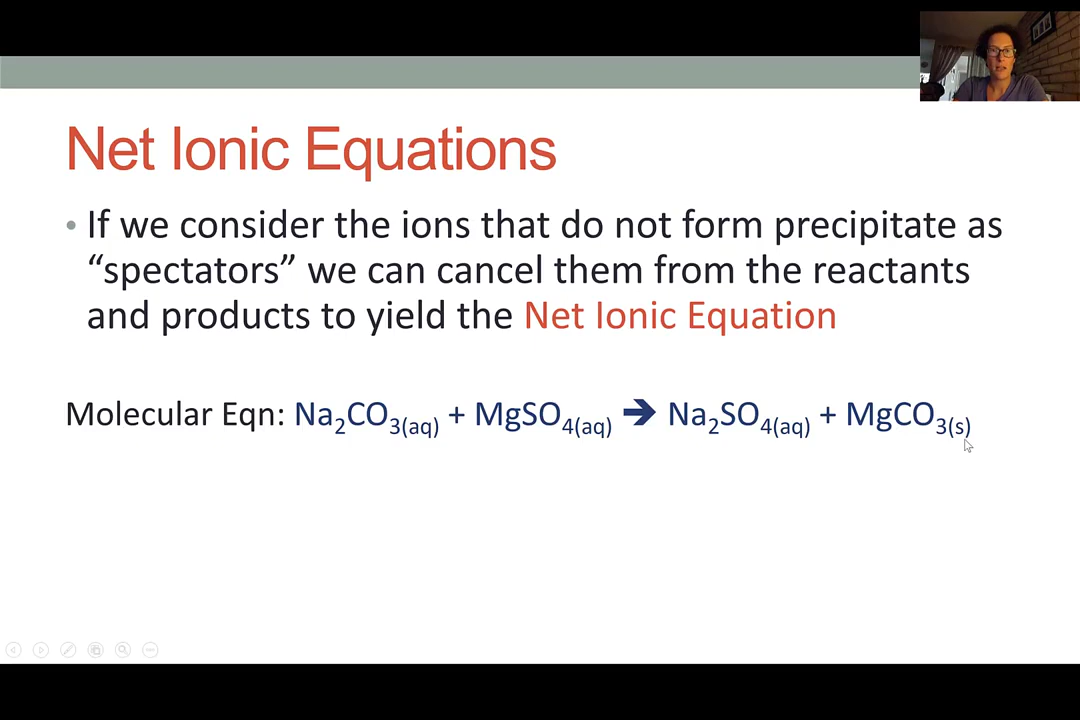 Net Ionic Equations
• If we consider the ions that do not form precipitate as
“spectators” we can cancel them from the reactants
and products to yield the Net Ionic Equation
Molecular Eqn: Na₂CO₃(aq) + MgSO₄(aq) ➔ Na₂SO₄(aq) + MgCO₃(s)